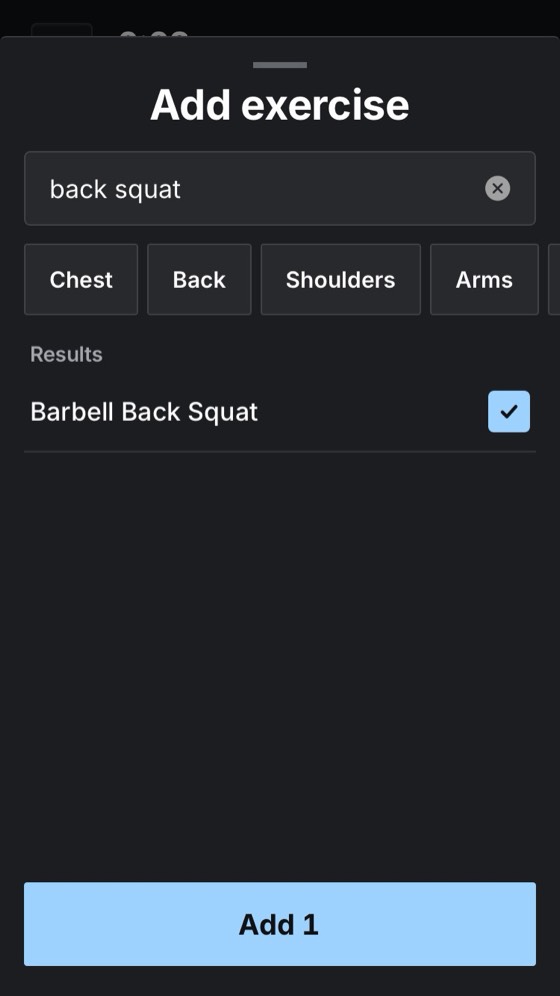 Add exercise
back squat
Chest Back Shoulders Arms
Results
Barbell Back Squat
Add 1